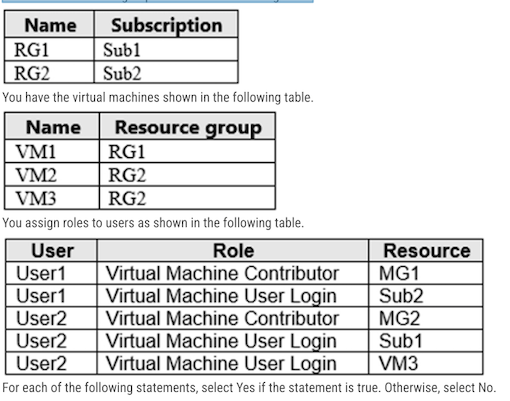 Name Subscription
RG1 Sub1
RG2 Sub2
You have the virtual machines shown in the following table.
Name Resource group
VM1 RG1
VM2 RG2
VM3 RG2
You assign roles to users as shown in the following table.
User Role Resource
User1 Virtual Machine Contributor MG1
User1 Virtual Machine User Login Sub2
User2 Virtual Machine Contributor MG2
User2 Virtual Machine User Login Sub1
User2 Virtual Machine User Login VM3
For each of the following statements, select Yes if the statement is true. Otherwise, select No.